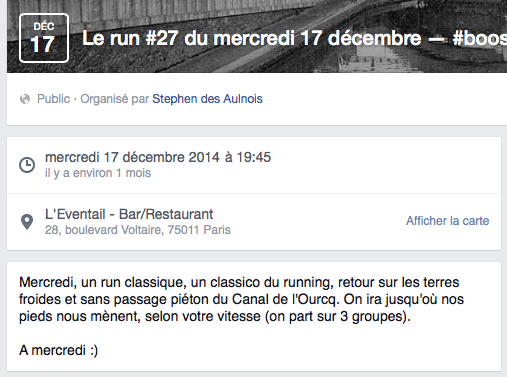 DÉC
17
Le run #27 du mercredi 17 décembre — #boos
Public · Organisé par Stephen des Aulnois
mercredi 17 décembre 2014 à 19:45
il y a environ 1 mois
L'Eventail - Bar/Restaurant
Afficher la carte
28, boulevard Voltaire, 75011 Paris
Mercredi, un run classique, un classico du running, retour sur les terres
froides et sans passage piéton du Canal de l'Ourcq. On ira jusqu'où nos
pieds nous mènent, selon votre vitesse (on part sur 3 groupes).
A mercredi :)